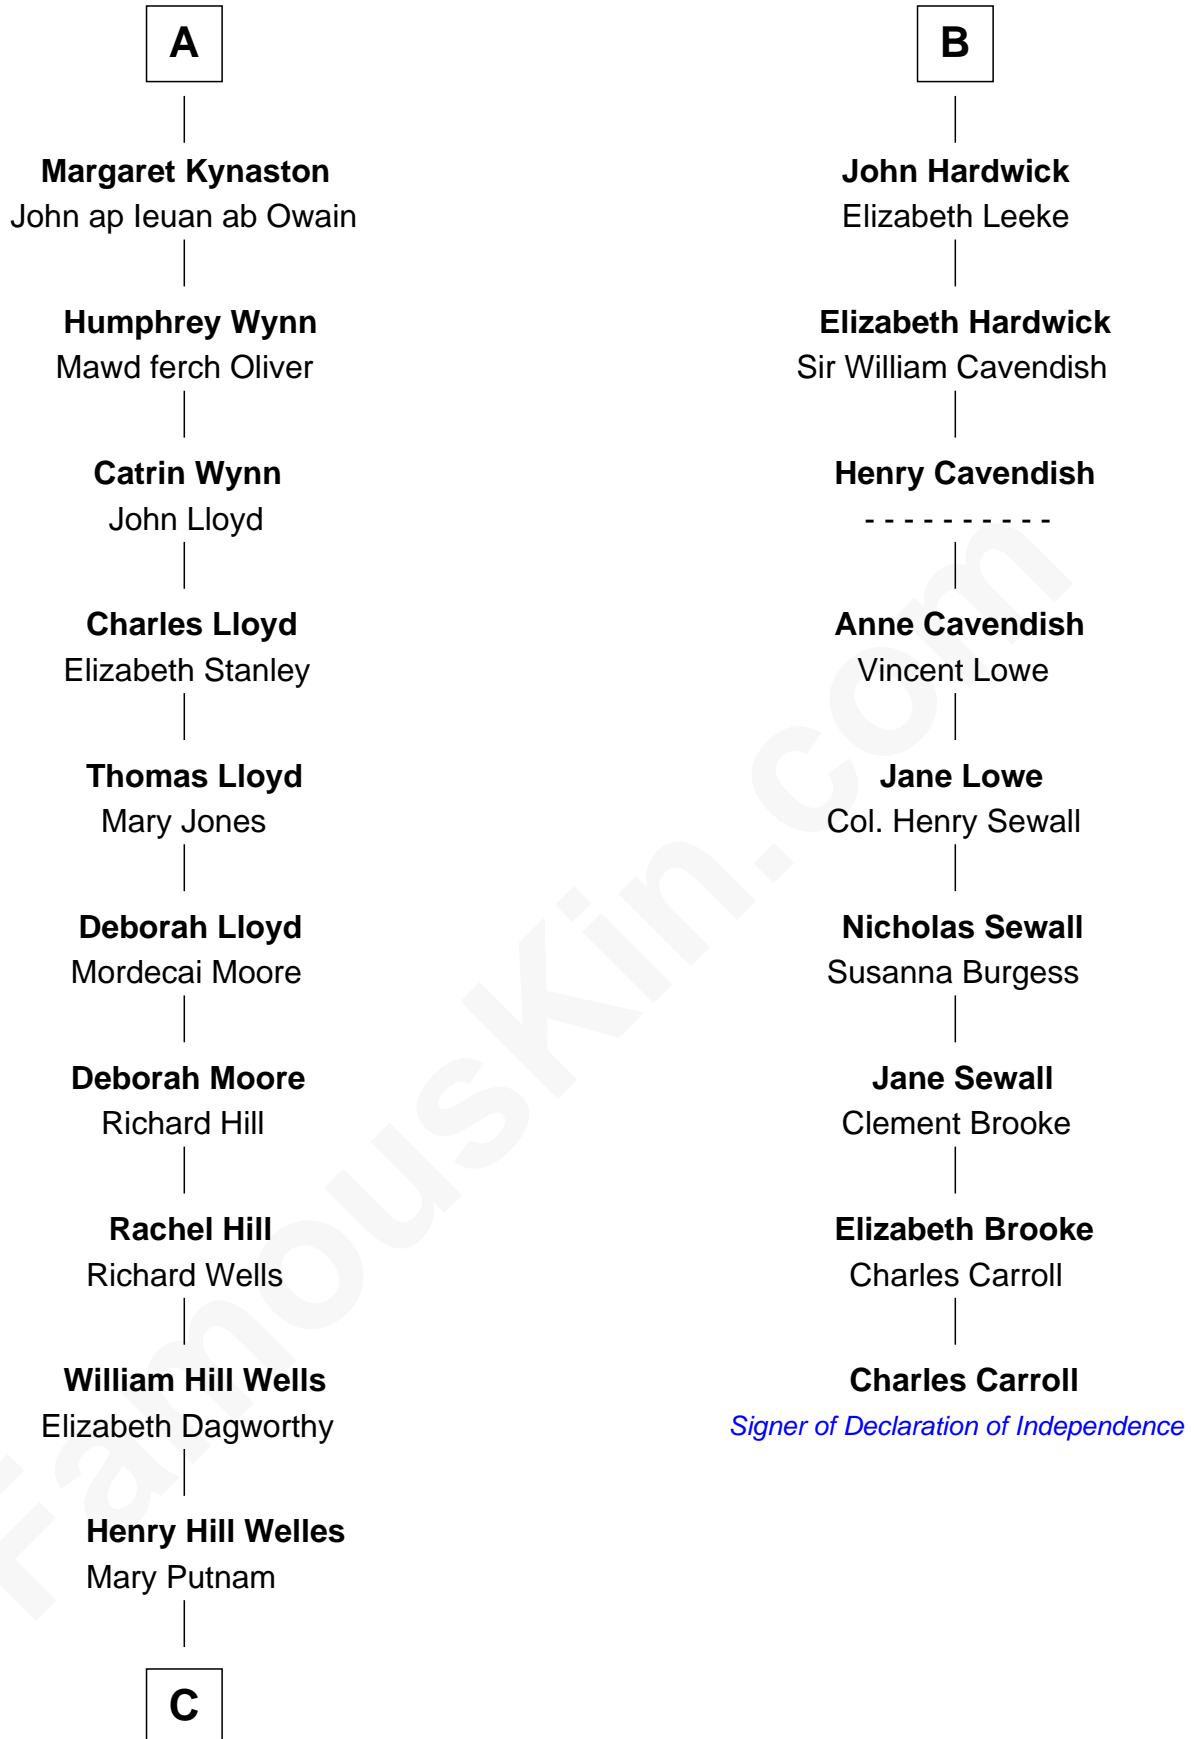 A
Margaret Kynaston
John ap Ieuan ab Owain
Humphrey Wynn
Mawd ferch Oliver
Catrin Wynn
John Lloyd
Charles Lloyd
Elizabeth Stanley
Thomas Lloyd
Mary Jones
Deborah Lloyd
Mordecai Moore
Deborah Moore
Richard Hill
Rachel Hill
Richard Wells
William Hill Wells
Elizabeth Dagworthy
Henry Hill Welles
Mary Putnam
C
B
John Hardwick
Elizabeth Leeke
Elizabeth Hardwick
Sir William Cavendish
Henry Cavendish
- - - - - - - - - -
Anne Cavendish
Vincent Lowe
Jane Lowe
Col. Henry Sewall
Nicholas Sewall
Susanna Burgess
Jane Sewall
Clement Brooke
Elizabeth Brooke
Charles Carroll
Charles Carroll
Signer of Declaration of Independence
FamousKin.com